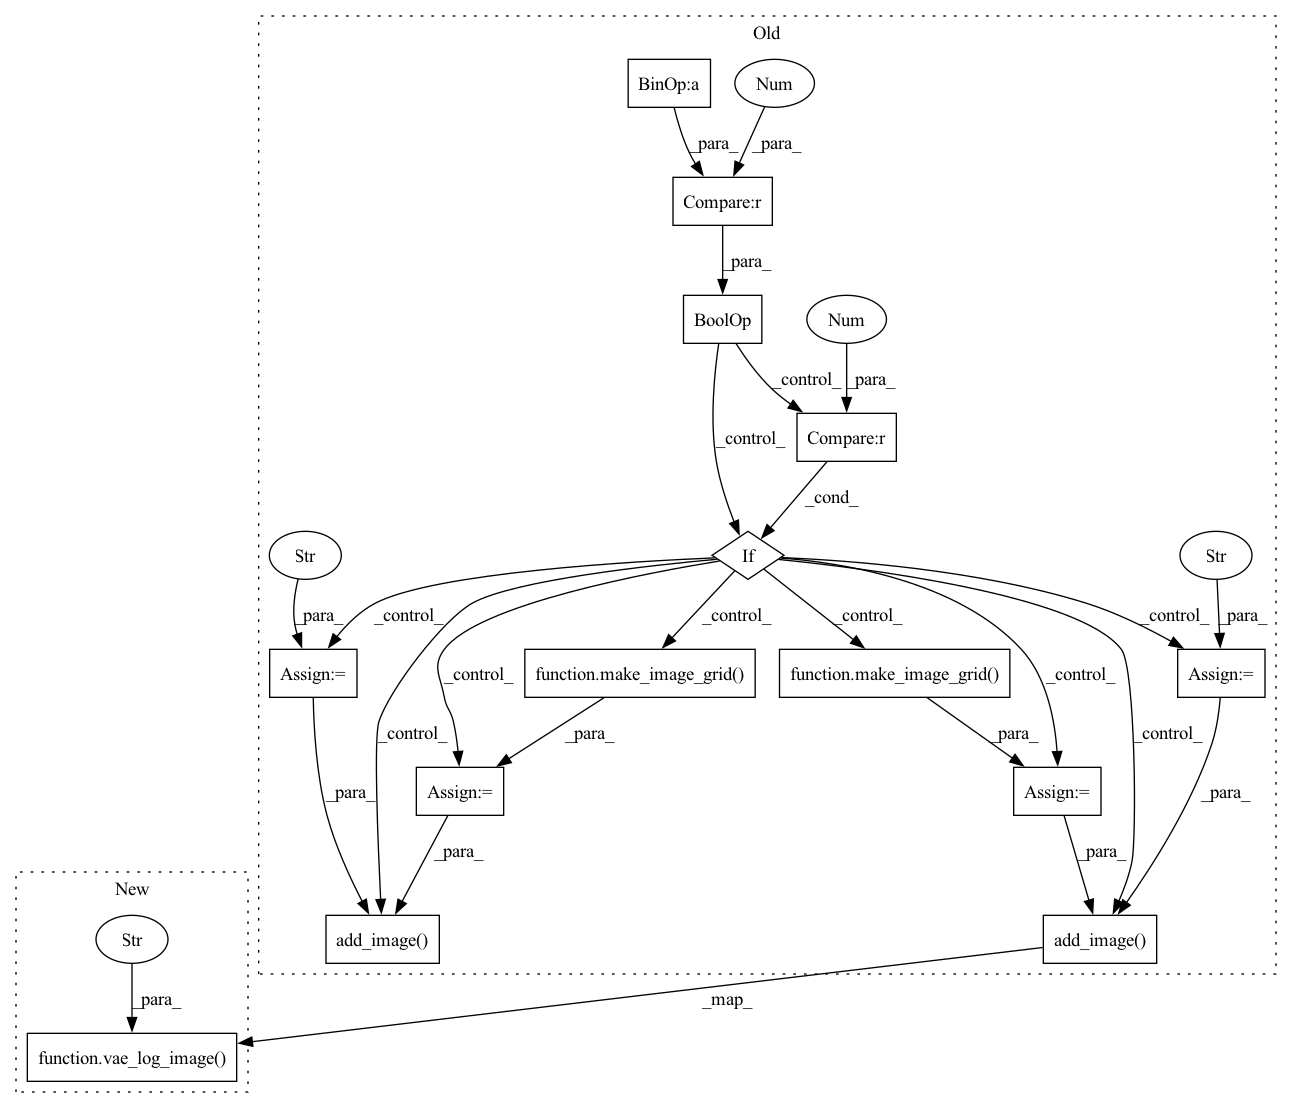 Old
BinOp:a
Num
_para_
_para_
Compare:r
_para_
BoolOp
Num
_control_
_para_
_control_
Compare:r
_cond_
Str
If
Str
_para_
_control_
_control_
_control_
_control_
_para_
Assign:=
function.make_image_grid()
function.make_image_grid()
Assign:=
_control_
_control_
_control_
_para_
_para_
_control_
Assign:=
Assign:=
_para_
_para_
_para_
_para_
New
Str
add_image()
add_image()
_para_
_map_
function.vae_log_image()